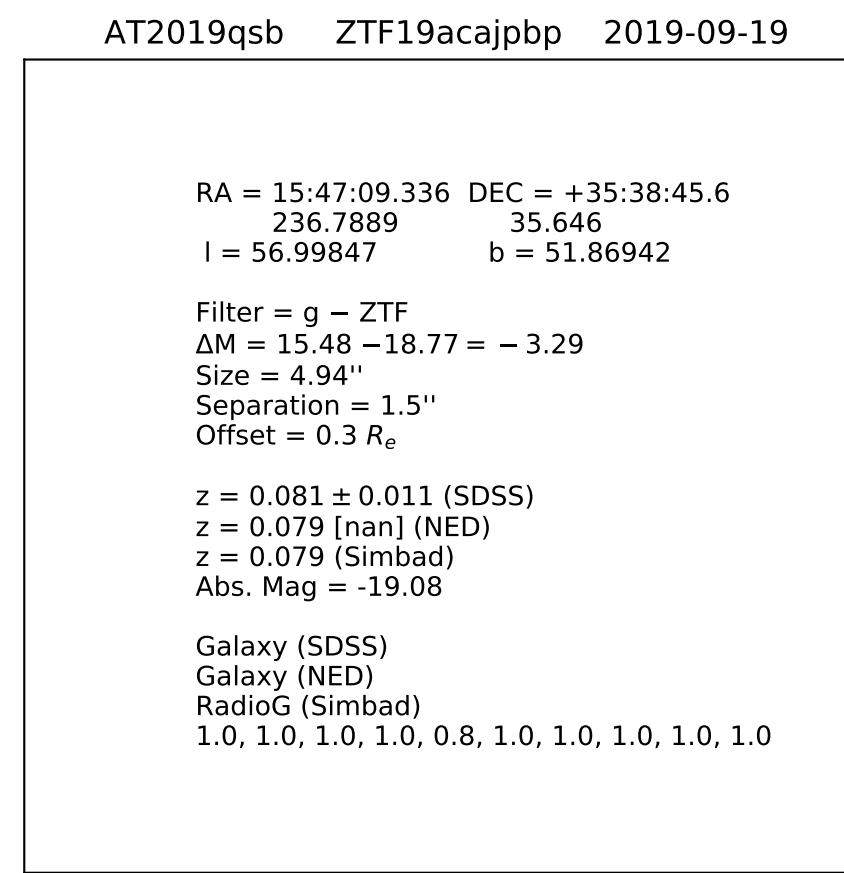 AT2019qsb ZTF19acajpbp 2019-09-19
RA = 15:47:09.336 DEC = +35:38:45.6
236.7889 35.646
l = 56.99847 b = 51.86942
Filter = g − ZTF
ΔM = 15.48 −18.77 = − 3.29
Size = 4.94''
Separation = 1.5''
Offset = 0.3 Re
z = 0.081 ± 0.011 (SDSS)
z = 0.079 [nan] (NED)
z = 0.079 (Simbad)
Abs. Mag = -19.08
Galaxy (SDSS)
Galaxy (NED)
RadioG (Simbad)
1.0, 1.0, 1.0, 1.0, 0.8, 1.0, 1.0, 1.0, 1.0, 1.0